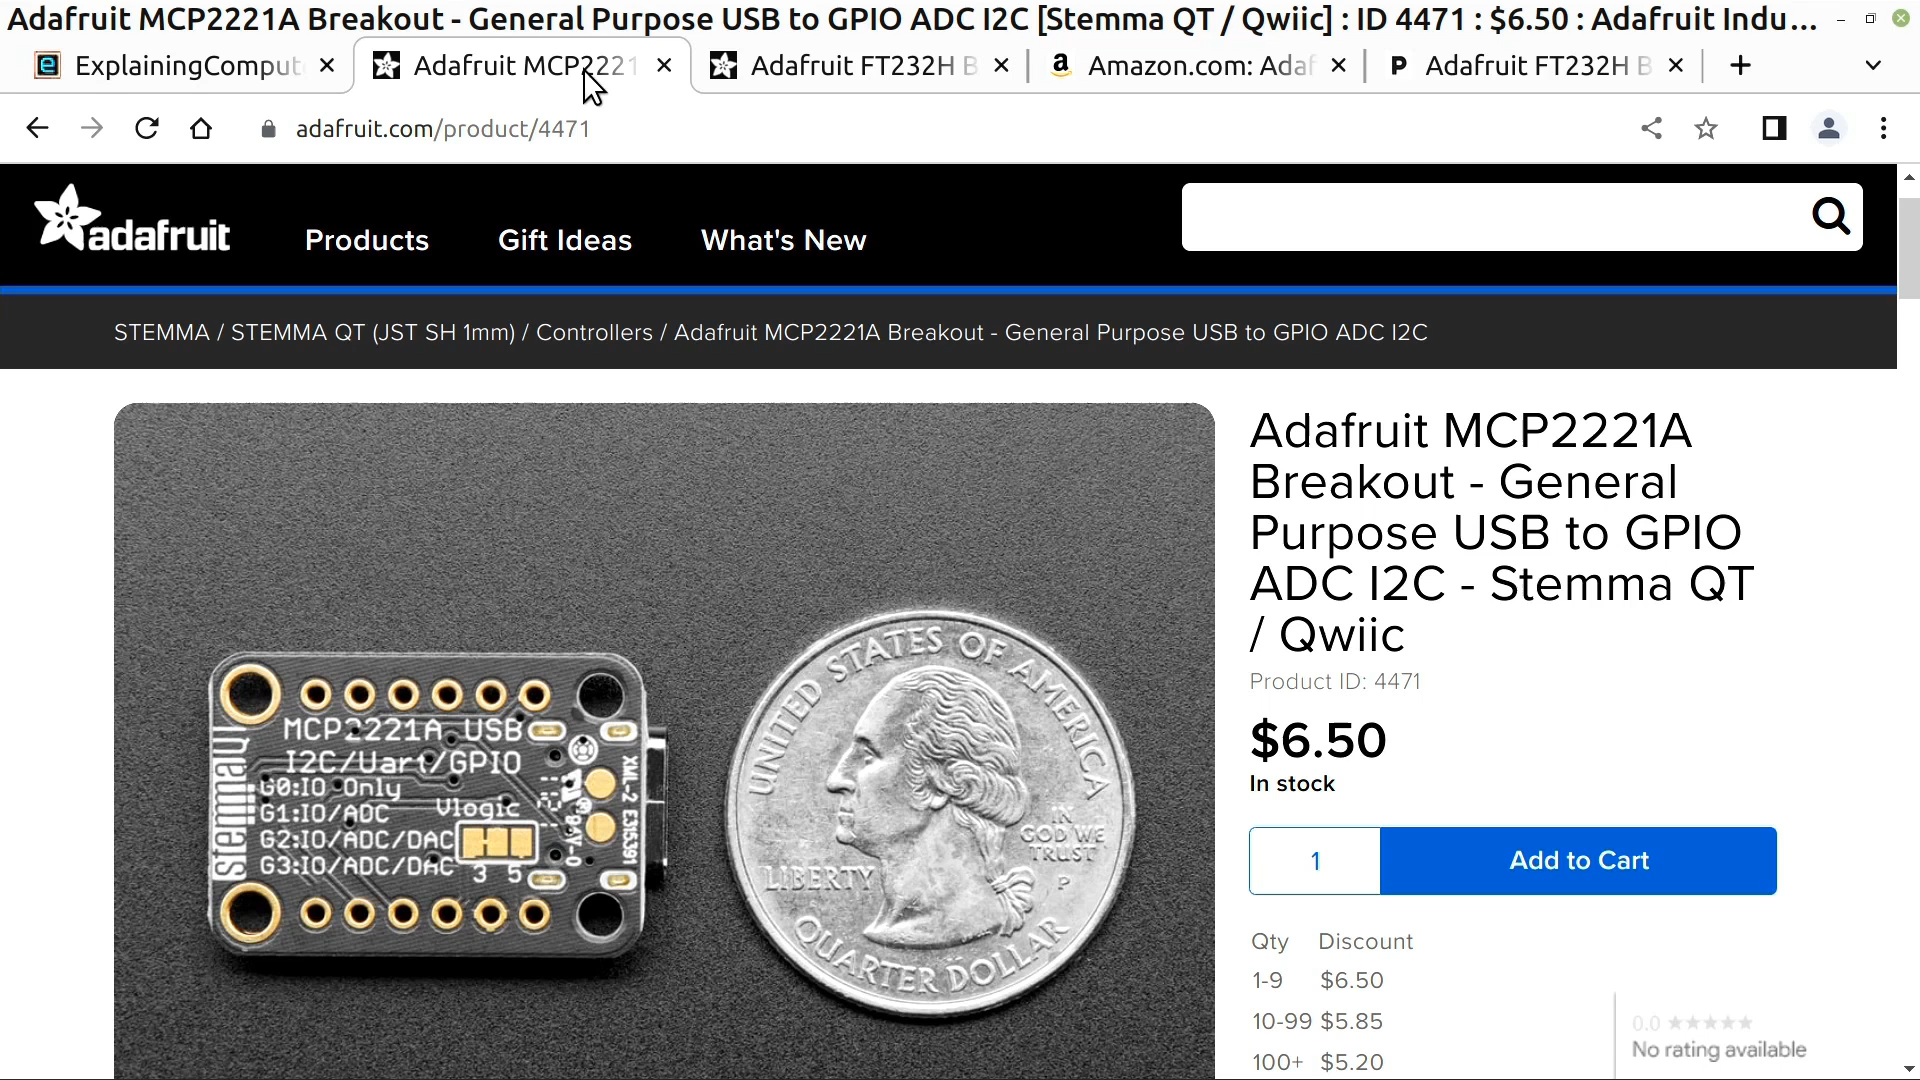 Adafruit MCP2221A Breakout - General Purpose USB to GPIO ADC I2C [Stemma QT / Qwiic] : ID 4471 : $6.50 : Adafruit Indu...
ExplainingComput
Adafruit MCP2221
Adafruit FT232H B
Amazon.com: Adaf
Adafruit FT232H B
adafruit.com/product/4471
adafruit
Products
Gift Ideas
What's New
STEMMA / STEMMA QT (JST SH 1mm) / Controllers / Adafruit MCP2221A Breakout - General Purpose USB to GPIO ADC I2C
Adafruit MCP2221A
Breakout - General
Purpose USB to GPIO
ADC I2C - Stemma QT
/ Qwiic
Product ID: 4471
$6.50
In stock
1
Add to Cart
Qty Discount
1-9 $6.50
10-99 $5.85
100+ $5.20
0.0
No rating available
MCP2221A USB
I2C/Uart/GPIO
G0:IO Only
G1:IO/ADC
G2:IO/ADC/DAC
G3:IO/ADC/DAC
Vlogic
3 5
stemma
XML-2 E315391
94V-0
UNITED STATES OF AMERICA
LIBERTY
IN
GOD WE
TRUST
P
QUARTER DOLLAR